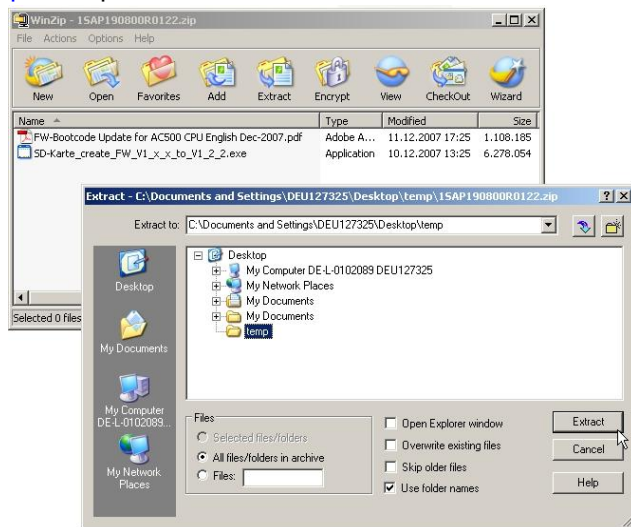 WinZip - 1SAP190800R0122.zip
File Actions Options Help
New Open Favorites Add Extract Encrypt View CheckOut Wizard
Name Type Modified Size
FW-Bootcode Update for AC500 CPU English Dec-2007.pdf Adobe A... 11.12.2007 17:25 1.108.185
SD-Karte_create_FW_V1_x_x_to_V1_2_2.exe Application 10.12.2007 13:25 6.278.054
Selected 0 files
Extract - C:\Documents and Settings\DEU127325\Desktop\temp\1SAP190800R0122.zip
Extract to: C:\Documents and Settings\DEU127325\Desktop\temp
Desktop
My Documents
My Computer
DE-L-0102089...
My Network
Places
Desktop
My Computer DE-L-0102089 DEU127325
My Network Places
My Documents
My Documents
temp
Files
Selected files/folders
All files/folders in archive
Files:
Open Explorer window
Overwrite existing files
Skip older files
Use folder names
Extract
Cancel
Help